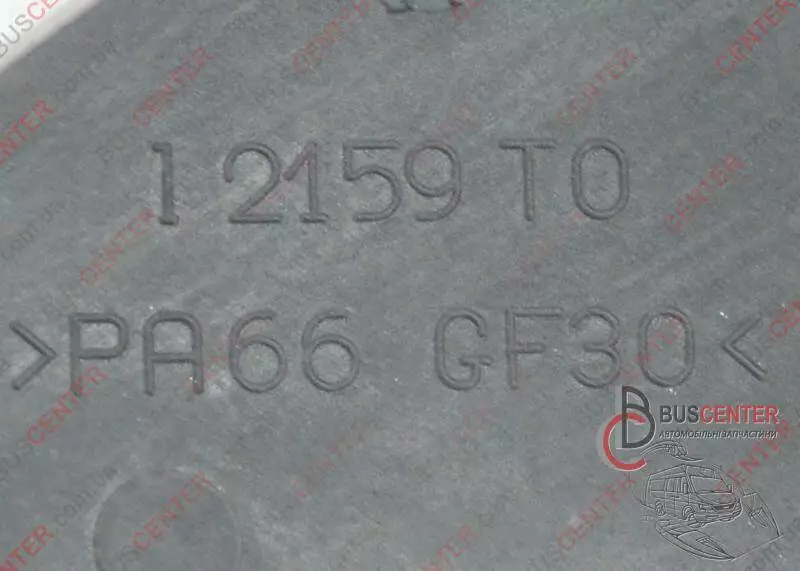 1 2159 T0
>PA66 GF30<
BUSCENTER
АВТОМОБІЛЬНІ ЗАПЧАСТИНИ